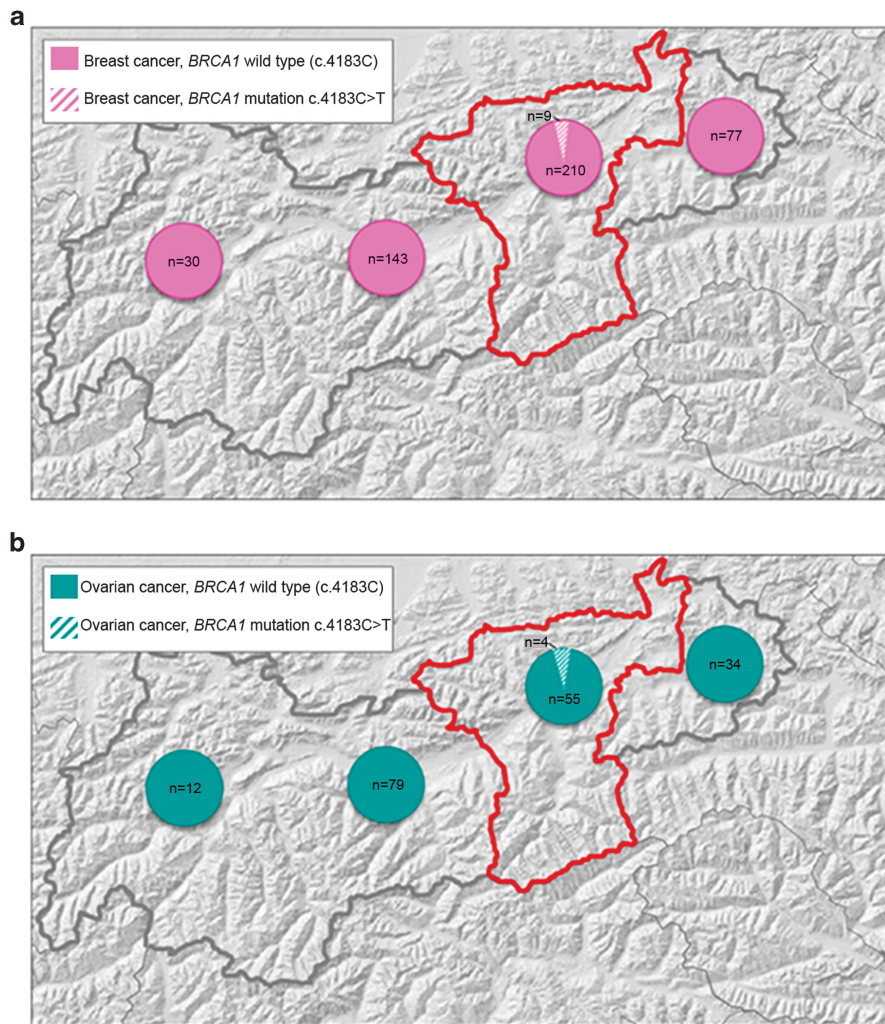 a
Breast cancer, BRCA1 wild type (c.4183C)
Breast cancer, BRCA1 mutation c.4183C>T
n=9
n=77
n=210
n=30
n=143
b
Ovarian cancer, BRCA1 wild type (c.4183C)
Ovarian cancer, BRCA1 mutation c.4183C>T
n=4
n=34
n=55
n=12
n=79